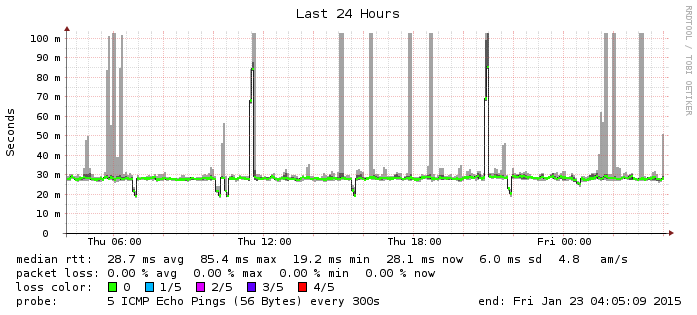 Last 24 Hours
RRDTOOL / TOBI OETIKER
Seconds
100 m
90 m
80 m
70 m
60 m
50 m
40 m
30 m
20 m
10 m
0
Thu 06:00 Thu 12:00 Thu 18:00 Fri 00:00
median rtt: 28.7 ms avg 85.4 ms max 19.2 ms min 28.1 ms now 6.0 ms sd 4.8 am/s
packet loss: 0.00 % avg 0.00 % max 0.00 % min 0.00 % now
loss color: 0 1/5 2/5 3/5 4/5
probe: 5 ICMP Echo Pings (56 Bytes) every 300s end: Fri Jan 23 04:05:09 2015